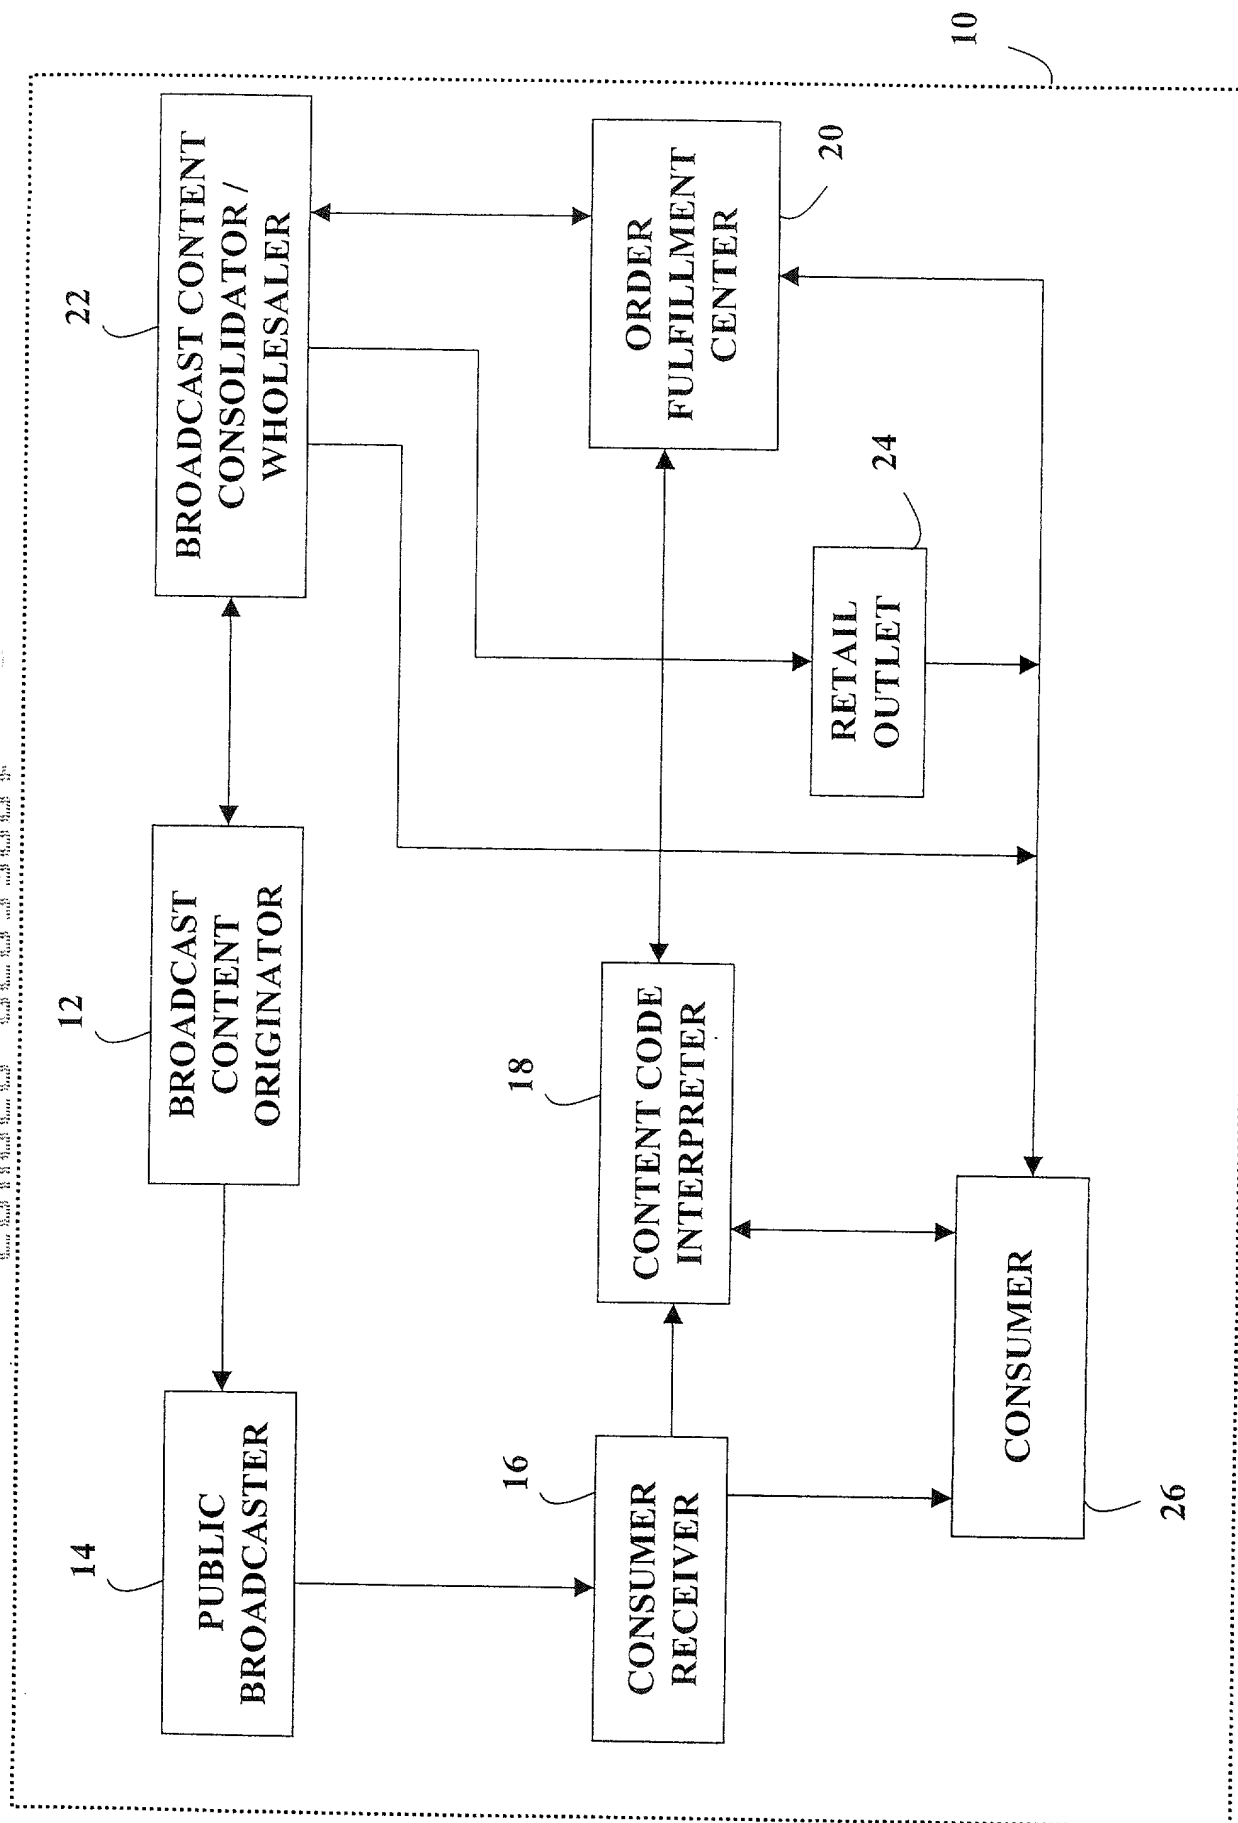 10
14
PUBLIC
BROADCASTER
12
BROADCAST
CONTENT
ORIGINATOR
22
BROADCAST CONTENT
CONSOLIDATOR /
WHOLESALER
16
CONSUMER
RECEIVER
18
CONTENT CODE
INTERPRETER
ORDER
FULFILLMENT
CENTER
20
24
RETAIL
OUTLET
CONSUMER
26